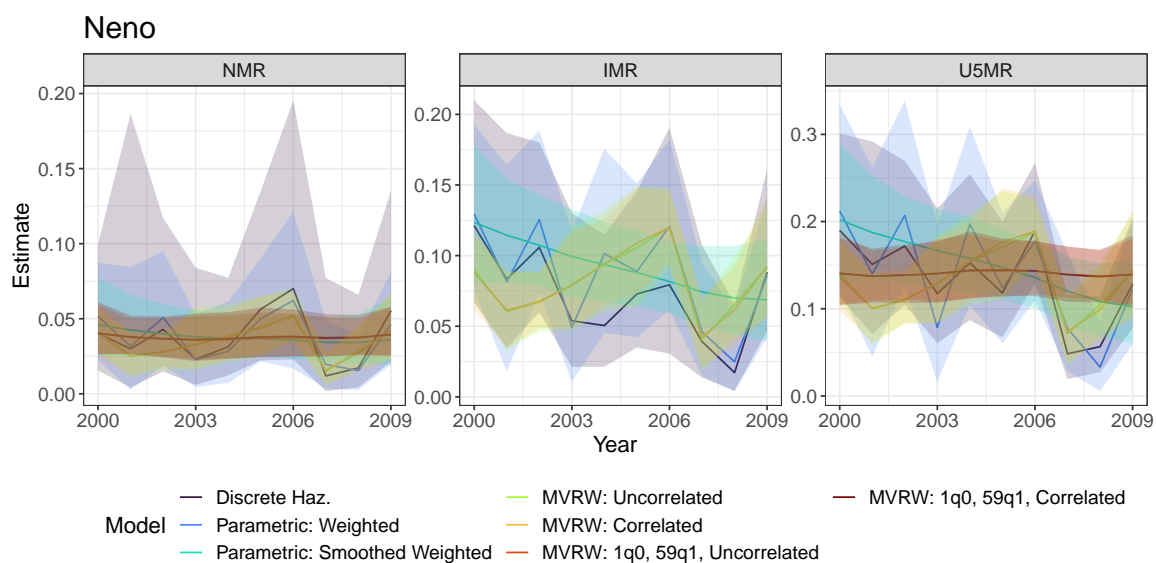 Neno
NMR IMR U5MR
Estimate
0.20
0.15
0.10
0.05
0.00
0.20
0.15
0.10
0.05
0.00
0.3
0.2
0.1
0.0
2000 2003 2006 2009 2000 2003 2006 2009 2000 2003 2006 2009
Year
Model
Discrete Haz.
Parametric: Weighted
Parametric: Smoothed Weighted
MVRW: Uncorrelated
MVRW: Correlated
MVRW: 1q0, 59q1, Uncorrelated
MVRW: 1q0, 59q1, Correlated